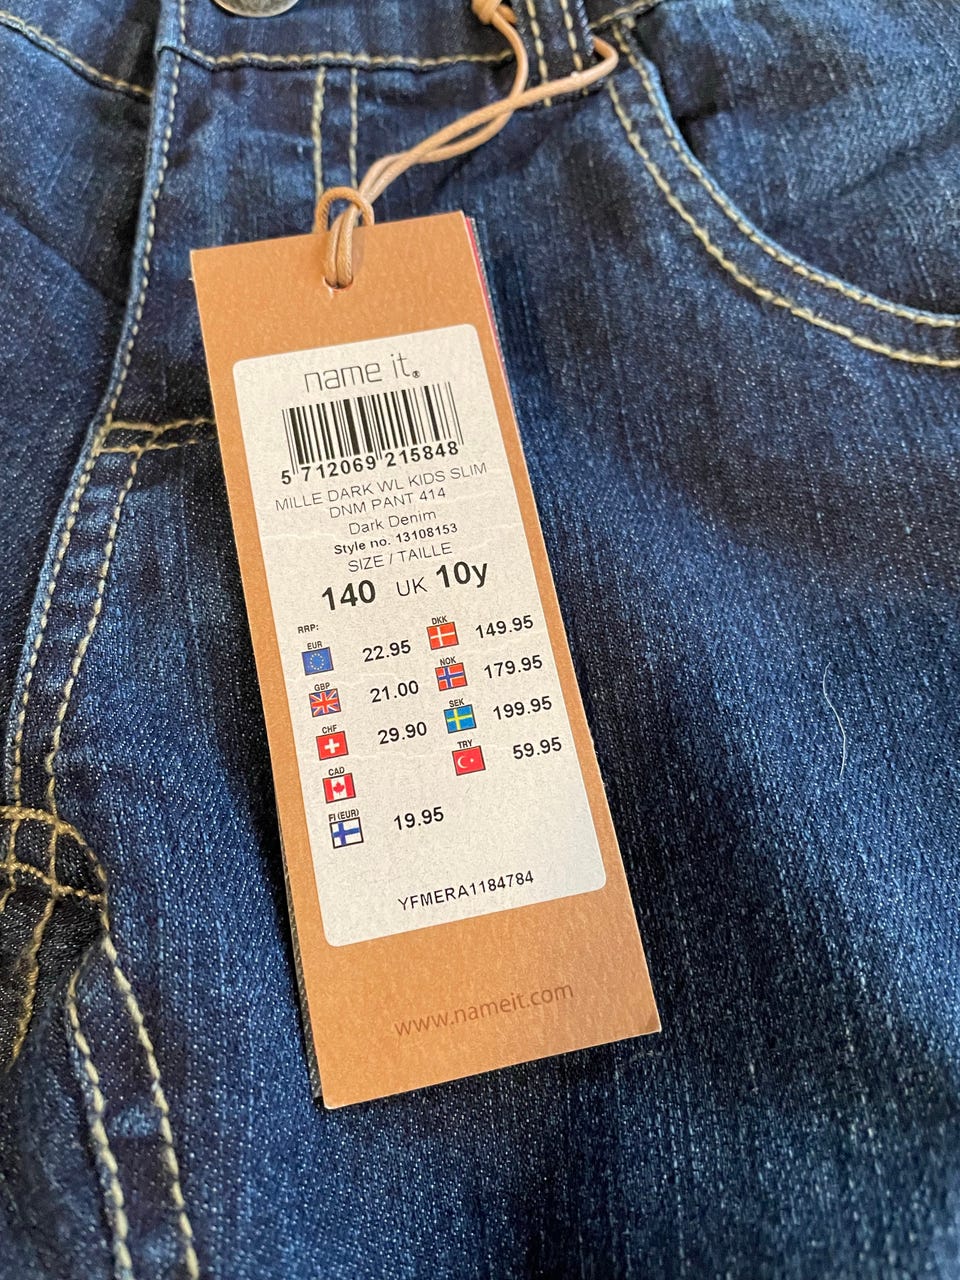 name it.®
5 712069 215848
MILLE DARK WL KIDS SLIM
DNM PANT 414
Dark Denim
Style no. 13108153
SIZE / TAILLE
140 UK 10y
RRP:
EUR 22.95 DKK 149.95
GBP 21.00 NOK 179.95
CHF 29.90 SEK 199.95
CAD TRY 59.95
FI (EUR) 19.95
YFMERA1184784
www.nameit.com